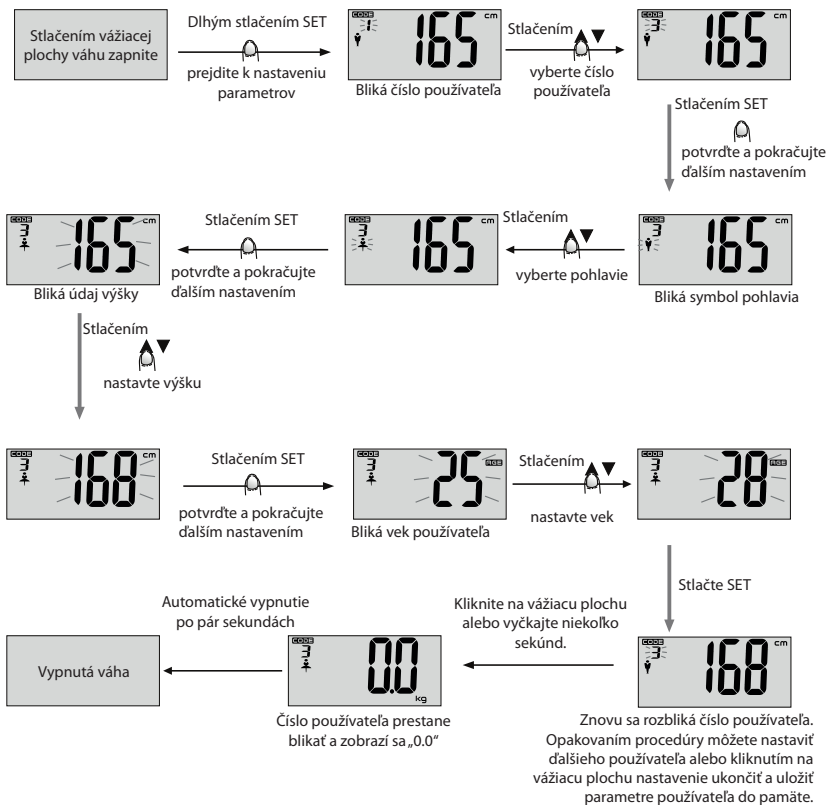 Stlačením vážiacej
plochy váhu zapnite
Dlhým stlačením SET
prejdite k nastaveniu
parametrov
CODE
1
165
cm
Bliká číslo používateľa
Stlačením
vyberte číslo
používateľa
CODE
3
165
cm
Stlačením SET
potvrďte a pokračujte
ďalším nastavením
CODE
3
165
cm
Bliká symbol pohlavia
Stlačením
vyberte pohlavie
CODE
3
165
cm
Stlačením SET
potvrďte a pokračujte
ďalším nastavením
CODE
3
165
cm
Bliká údaj výšky
Stlačením
nastavte výšku
CODE
3
168
cm
Stlačením SET
potvrďte a pokračujte
ďalším nastavením
CODE
3
25
AGE
Bliká vek používateľa
Stlačením
nastavte vek
CODE
3
28
AGE
Stlačte SET
CODE
3
168
cm
Znovu sa rozbliká číslo používateľa.
Opakovaním procedúry môžete nastaviť
ďalšieho používateľa alebo kliknutím na
vážiacu plochu nastavenie ukončiť a uložiť
parametre používateľa do pamäte.
Kliknite na vážiacu plochu
alebo vyčkajte niekoľko
sekúnd.
CODE
3
0.0
kg
Číslo používateľa prestane
blikať a zobrazí sa „0.0“
Automatické vypnutie
po pár sekundách
Vypnutá váha